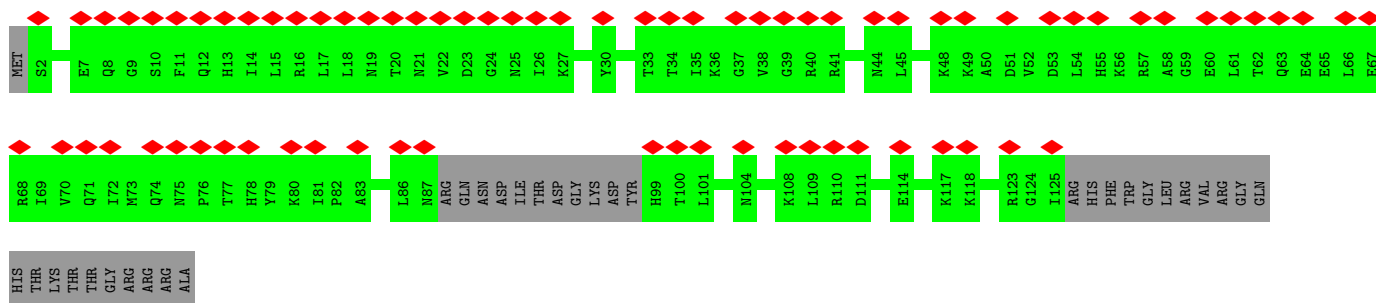 MET S2 E7 Q8 G9 S10 F11 Q12 H13 I14 L15 R16 L17 L18 N19 T20 N21 V22 D23 G24 N25 I26 K27 Y30 T33 T34 I35 K36 G37 V38 G39 R40 R41 N44 L45 K48 K49 A50 D51 V52 D53 L54 H55 K56 R57 A58 G59 E60 L61 T62 Q63 E64 E65 L66 E67
R68 I69 V70 Q71 I72 M73 Q74 N75 P76 T77 H78 Y79 K80 I81 P82 A83 L86 N87 ARG GLN ASN ASP ILE THR ASP GLY LYS ASP TYR H99 T100 L101 N104 K108 L109 R110 D111 E114 K117 K118 R123 G124 I125 ARG HIS PHE TRP GLY LEU ARG VAL ARG GLY GLN
HIS THR LYS THR THR GLY ARG ARG ARG ALA